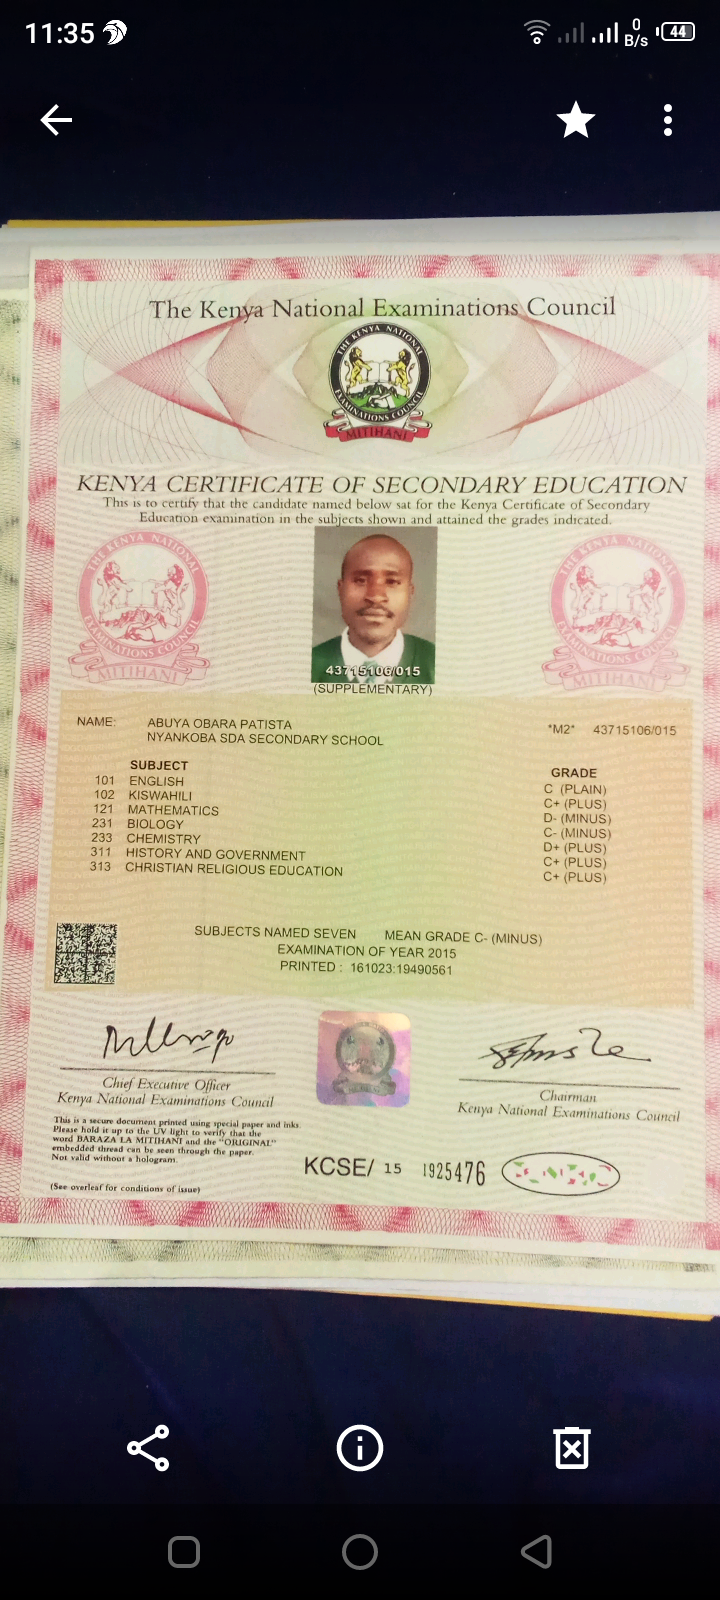 11:35
0
B/s
44
The Kenya National Examinations Council
THE KENYA NATIONAL
EXAMINATIONS COUNCIL
MITIHANI
KENYA CERTIFICATE OF SECONDARY EDUCATION
This is to certify that the candidate named below sat for the Kenya Certificate of Secondary
Education examination in the subjects shown and attained the grades indicated.
THE KENYA NATIONAL
EXAMINATIONS COUNCIL
MITIHANI
THE KENYA NATIONAL
EXAMINATIONS COUNCIL
MITIHANI
43715106/015
(SUPPLEMENTARY)
NAME: ABUYA OBARA PATISTA *M2* 43715106/015
NYANKOBA SDA SECONDARY SCHOOL
SUBJECT GRADE
101 ENGLISH C (PLAIN)
102 KISWAHILI C+ (PLUS)
121 MATHEMATICS D- (MINUS)
231 BIOLOGY C- (MINUS)
233 CHEMISTRY D+ (PLUS)
311 HISTORY AND GOVERNMENT C+ (PLUS)
313 CHRISTIAN RELIGIOUS EDUCATION C+ (PLUS)
SUBJECTS NAMED SEVEN MEAN GRADE C- (MINUS)
EXAMINATION OF YEAR 2015
PRINTED : 161023:19490561
Chief Executive Officer
Kenya National Examinations Council
Chairman
Kenya National Examinations Council
This is a secure document printed using special paper and inks.
Please hold it up to the UV light to verify that the
word BARAZA LA MITIHANI and the "ORIGINAL"
embedded thread can be seen through the paper.
Not valid without a hologram.
KCSE/ 15 1925476
(See overleaf for conditions of issue)